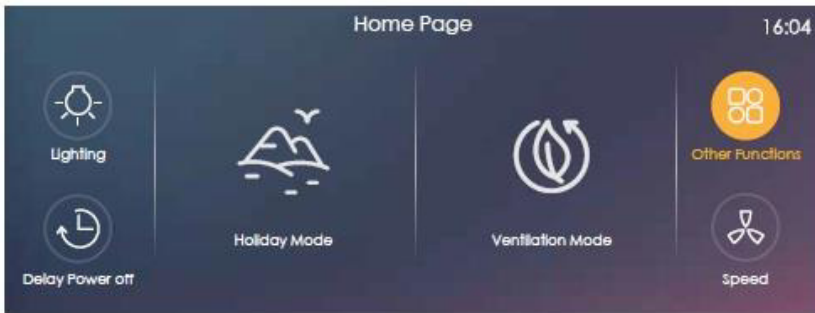 Home Page
16:04
Lighting
Delay Power off
Holiday Mode
Ventilation Mode
Other Functions
Speed